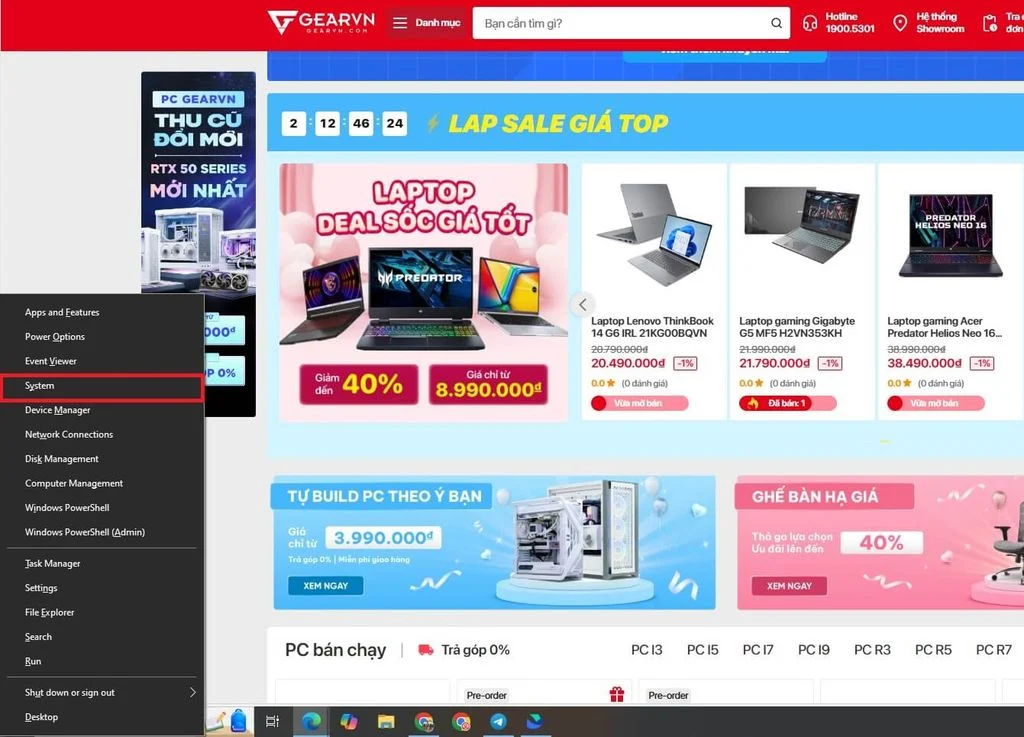 GEARVN
GEARVN.COM
Danh mục
Bạn cần tìm gì?
Hotline
1900.5301
Hệ thống
Showroom
PC GEARVN
THU CŨ
ĐỔI MỚI
RTX 50 SERIES
MỚI NHẤT
2 : 12 : 46 : 24
LAP SALE GIÁ TOP
LAPTOP
DEAL SỐC GIÁ TỐT
PREDATOR
Giảm
đến
40%
Giá chỉ từ
8.990.000đ
Laptop Lenovo ThinkBook
14 G6 IRL 21KG00BQVN
20.790.000đ
20.490.000đ
-1%
0.0 (0 đánh giá)
Vừa mở bán
Laptop gaming Gigabyte
G5 MF5 H2VN353KH
21.990.000đ
21.790.000đ
-1%
0.0 (0 đánh giá)
Đã bán: 1
PREDATOR
HELIOS NEO 16
Laptop gaming Acer
Predator Helios Neo 16...
38.990.000đ
38.490.000đ
-1%
0.0 (0 đánh giá)
Vừa mở bán
Apps and Features
Power Options
Event Viewer
System
Device Manager
Network Connections
Disk Management
Computer Management
Windows PowerShell
Windows PowerShell (Admin)
Task Manager
Settings
File Explorer
Search
Run
Shut down or sign out
Desktop
000đ
0%
TỰ BUILD PC THEO Ý BẠN
Giá
chỉ từ
3.990.000đ
Trả góp 0% | Miễn phí giao hàng
XEM NGAY
GHẾ BÀN HẠ GIÁ
Thả ga lựa chọn
Ưu đãi lên đến
40%
XEM NGAY
PC bán chạy
Trả góp 0%
PC I3
PC I5
PC I7
PC I9
PC R3
PC R5
PC R7
Pre-order
Pre-order